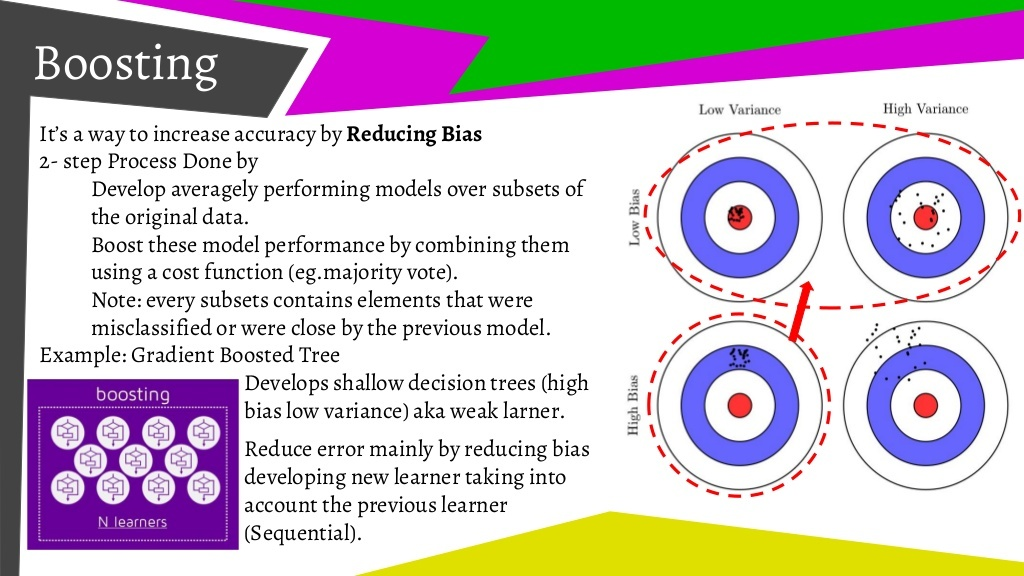 Boosting
It's a way to increase accuracy by Reducing Bias
2- step Process Done by
Develop averagely performing models over subsets of
the original data.
Boost these model performance by combining them
using a cost function (eg.majority vote).
Note: every subsets contains elements that were
misclassified or were close by the previous model.
Example: Gradient Boosted Tree
Develops shallow decision trees (high
bias low variance) aka weak larner.
Reduce error mainly by reducing bias
developing new learner taking into
account the previous learner
(Sequential).
boosting
N learners
Low Variance
High Variance
Low Bias
High Bias